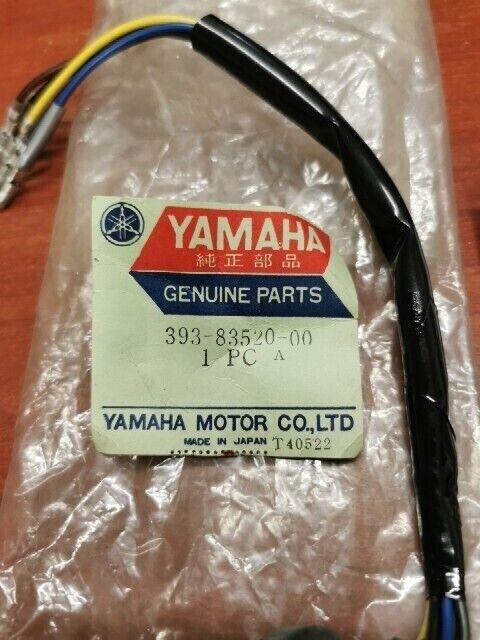 YAMAHA
純正部品
GENUINE PARTS
393-83520-00
1 PC A
YAMAHA MOTOR CO.,LTD
MADE IN JAPAN T40522